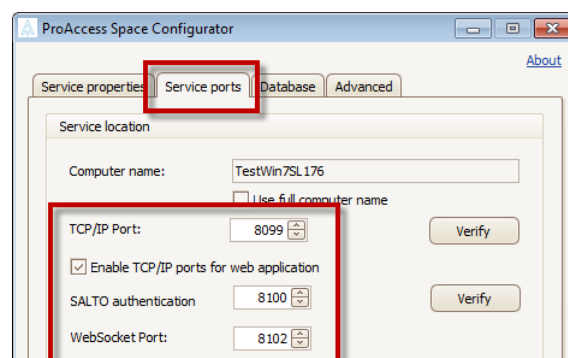 ProAccess Space Configurator
About
Service properties Service ports Database Advanced
Service location
Computer name: TestWin7SL176
Use full computer name
TCP/IP Port: 8099 Verify
Enable TCP/IP ports for web application
SALTO authentication 8100 Verify
WebSocket Port: 8102